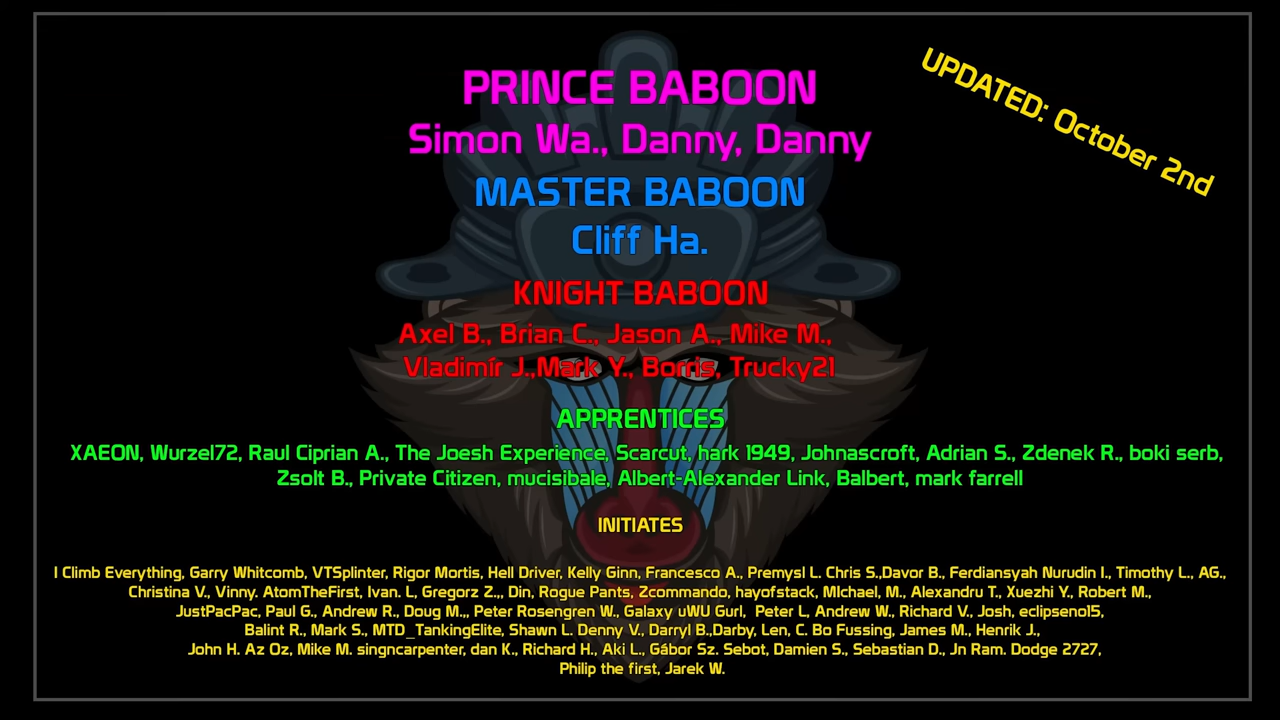 PRINCE BABOON
UPDATED: October 2nd
Simon Wa., Danny, Danny
MASTER BABOON
Cliff Ha.
KNIGHT BABOON
Axel B., Brian C., Jason A., Mike M.,
Vladimír J.,Mark Y., Borris, Trucky21
APPRENTICES
XAEON, Wurzel72, Raul Ciprian A., The Joesh Experience, Scarcut, hark 1949, Johnascroft, Adrian S., Zdenek R., boki serb,
Zsolt B., Private Citizen, mucisibale, Albert-Alexander Link, Balbert, mark farrell
INITIATES
I Climb Everything, Garry Whitcomb, VTSplinter, Rigor Mortis, Hell Driver, Kelly Ginn, Francesco A., Premysl L. Chris S.,Davor B., Ferdiansyah Nurudin I., Timothy L., AG.,
Christina V., Vinny. AtomTheFirst, Ivan. L, Gregorz Z.,, Din, Rogue Pants, Zcommando, hayofstack, MIchael, M., Alexandru T., Xuezhi Y., Robert M.,
JustPacPac, Paul G., Andrew R., Doug M.,, Peter Rosengren W., Galaxy uWU Gurl, Peter L, Andrew W., Richard V., Josh, eclipseno15,
Balint R., Mark S., MTD_TankingElite, Shawn L. Denny V., Darryl B.,Darby, Len, C. Bo Fussing, James M., Henrik J.,
John H. Az Oz, Mike M. singncarpenter, dan K., Richard H., Aki L., Gábor Sz. Sebot, Damien S., Sebastian D., Jn Ram. Dodge 2727,
Philip the first, Jarek W.